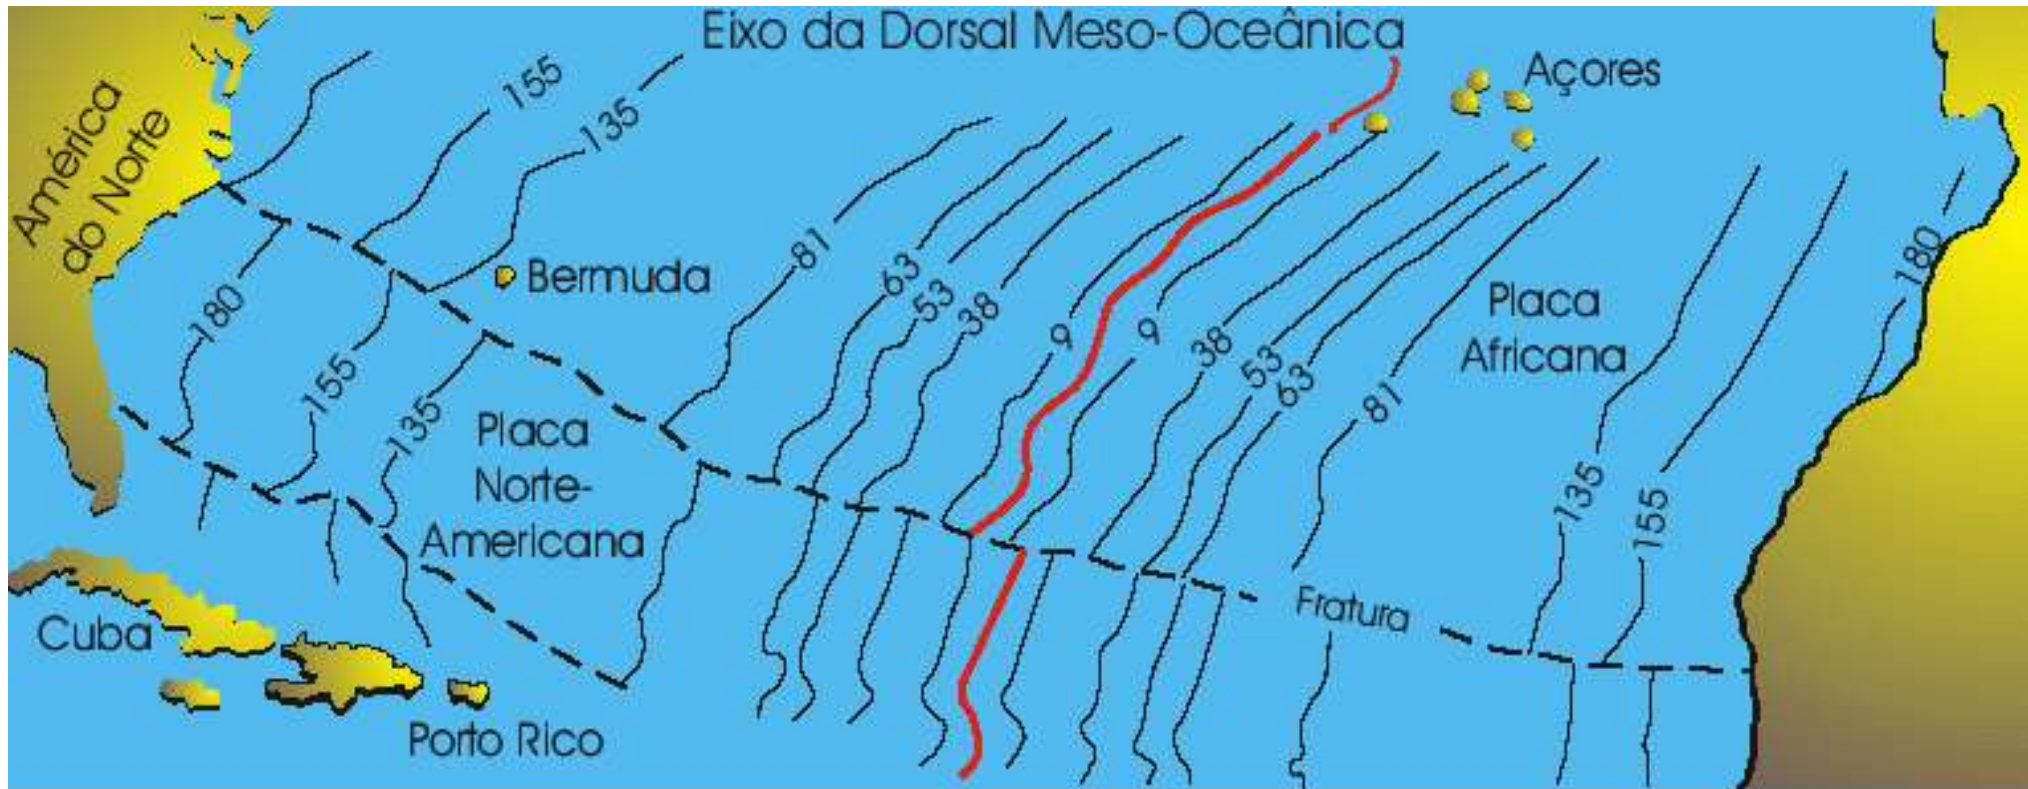 Eixo da Dorsal Meso-Oceânica
Açores
América
do Norte
155
135
Bermuda
180
155
135
81
63
53
38
9
9
38
53
63
81
Placa
Africana
180
135
155
Placa
Norte-
Americana
Fratura
Cuba
Porto Rico